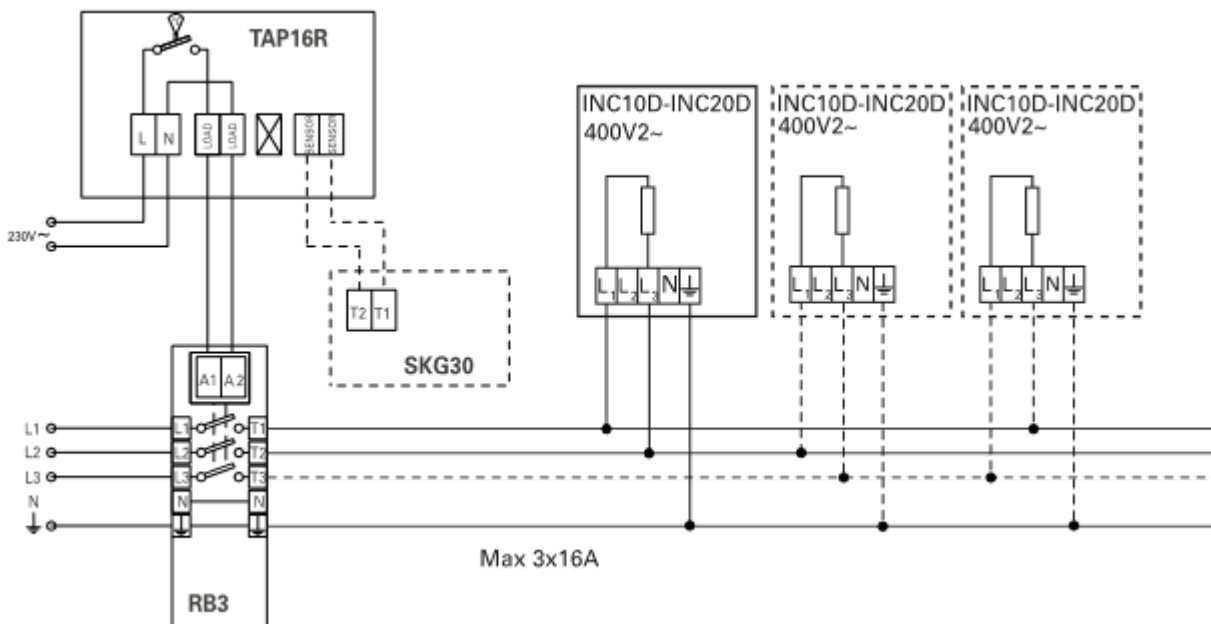 TAP16R
L N LOAD LOAD SENSOR SENSOR
230V~
INC10D-INC20D
400V2~
L1 L2 L3 N ⏚
INC10D-INC20D
400V2~
L1 L2 L3 N ⏚
INC10D-INC20D
400V2~
L1 L2 L3 N ⏚
T2 T1
SKG30
A1 A2
L1 L1 T1
L2 L2 T2
L3 L3 T3
N N N
⏚ ⏚ ⏚
Max 3x16A
RB3